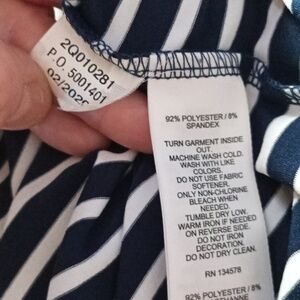 2Q010281
P.O. 5001401
02/2020
92% POLYESTER / 8%
SPANDEX
TURN GARMENT INSIDE
OUT.
MACHINE WASH COLD.
WASH WITH LIKE
COLORS.
DO NOT USE FABRIC
SOFTENER.
ONLY NON-CHLORINE
BLEACH WHEN
NEEDED.
TUMBLE DRY LOW.
WARM IRON IF NEEDED
ON REVERSE SIDE.
DO NOT IRON
DECORATION.
DO NOT DRY CLEAN.
RN 134578
92% POLYESTER / 8%